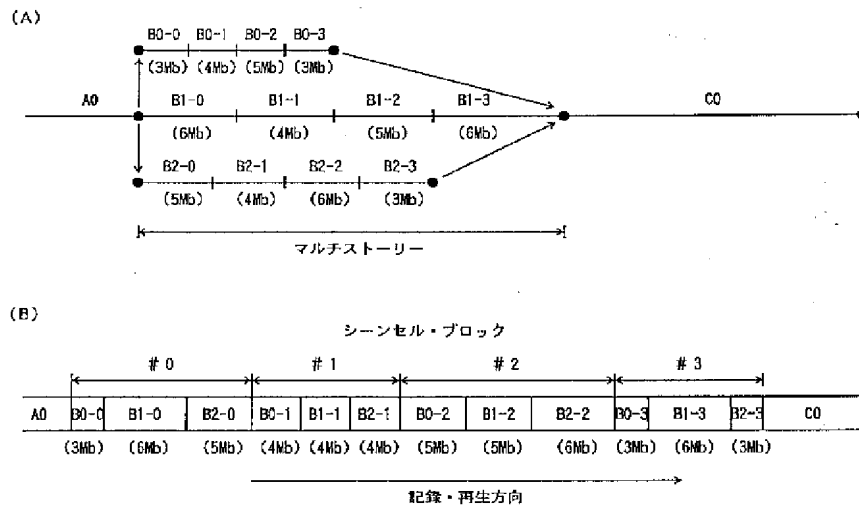 (A)
B0-0 B0-1 B0-2 B0-3
(3Mb) (4Mb) (5Mb) (3Mb)
A0 B1-0 B1-1 B1-2 B1-3 C0
(6Mb) (4Mb) (5Mb) (6Mb)
B2-0 B2-1 B2-2 B2-3
(5Mb) (4Mb) (6Mb) (3Mb)
マルチストーリー
(B)
シーンセル・ブロック
#0 #1 #2 #3
A0 B0-0 B1-0 B2-0 B0-1 B1-1 B2-1 B0-2 B1-2 B2-2 B0-3 B1-3 B2-3 C0
(3Mb) (6Mb) (5Mb) (4Mb) (4Mb) (4Mb) (5Mb) (5Mb) (6Mb) (3Mb) (6Mb) (3Mb)
記録・再生方向